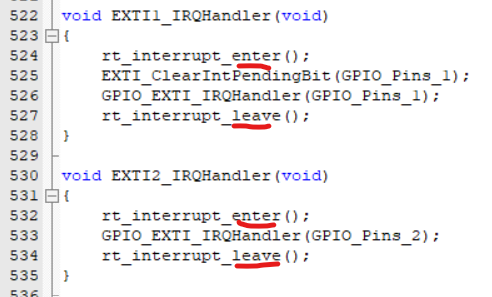 522 void EXTI1_IRQHandler(void)
523 {
524 rt_interrupt_enter();
525 EXTI_ClearIntPendingBit(GPIO_Pins_1);
526 GPIO_EXTI_IRQHandler(GPIO_Pins_1);
527 rt_interrupt_leave();
528 }
529
530 void EXTI2_IRQHandler(void)
531 {
532 rt_interrupt_enter();
533 GPIO_EXTI_IRQHandler(GPIO_Pins_2);
534 rt_interrupt_leave();
535 }
536